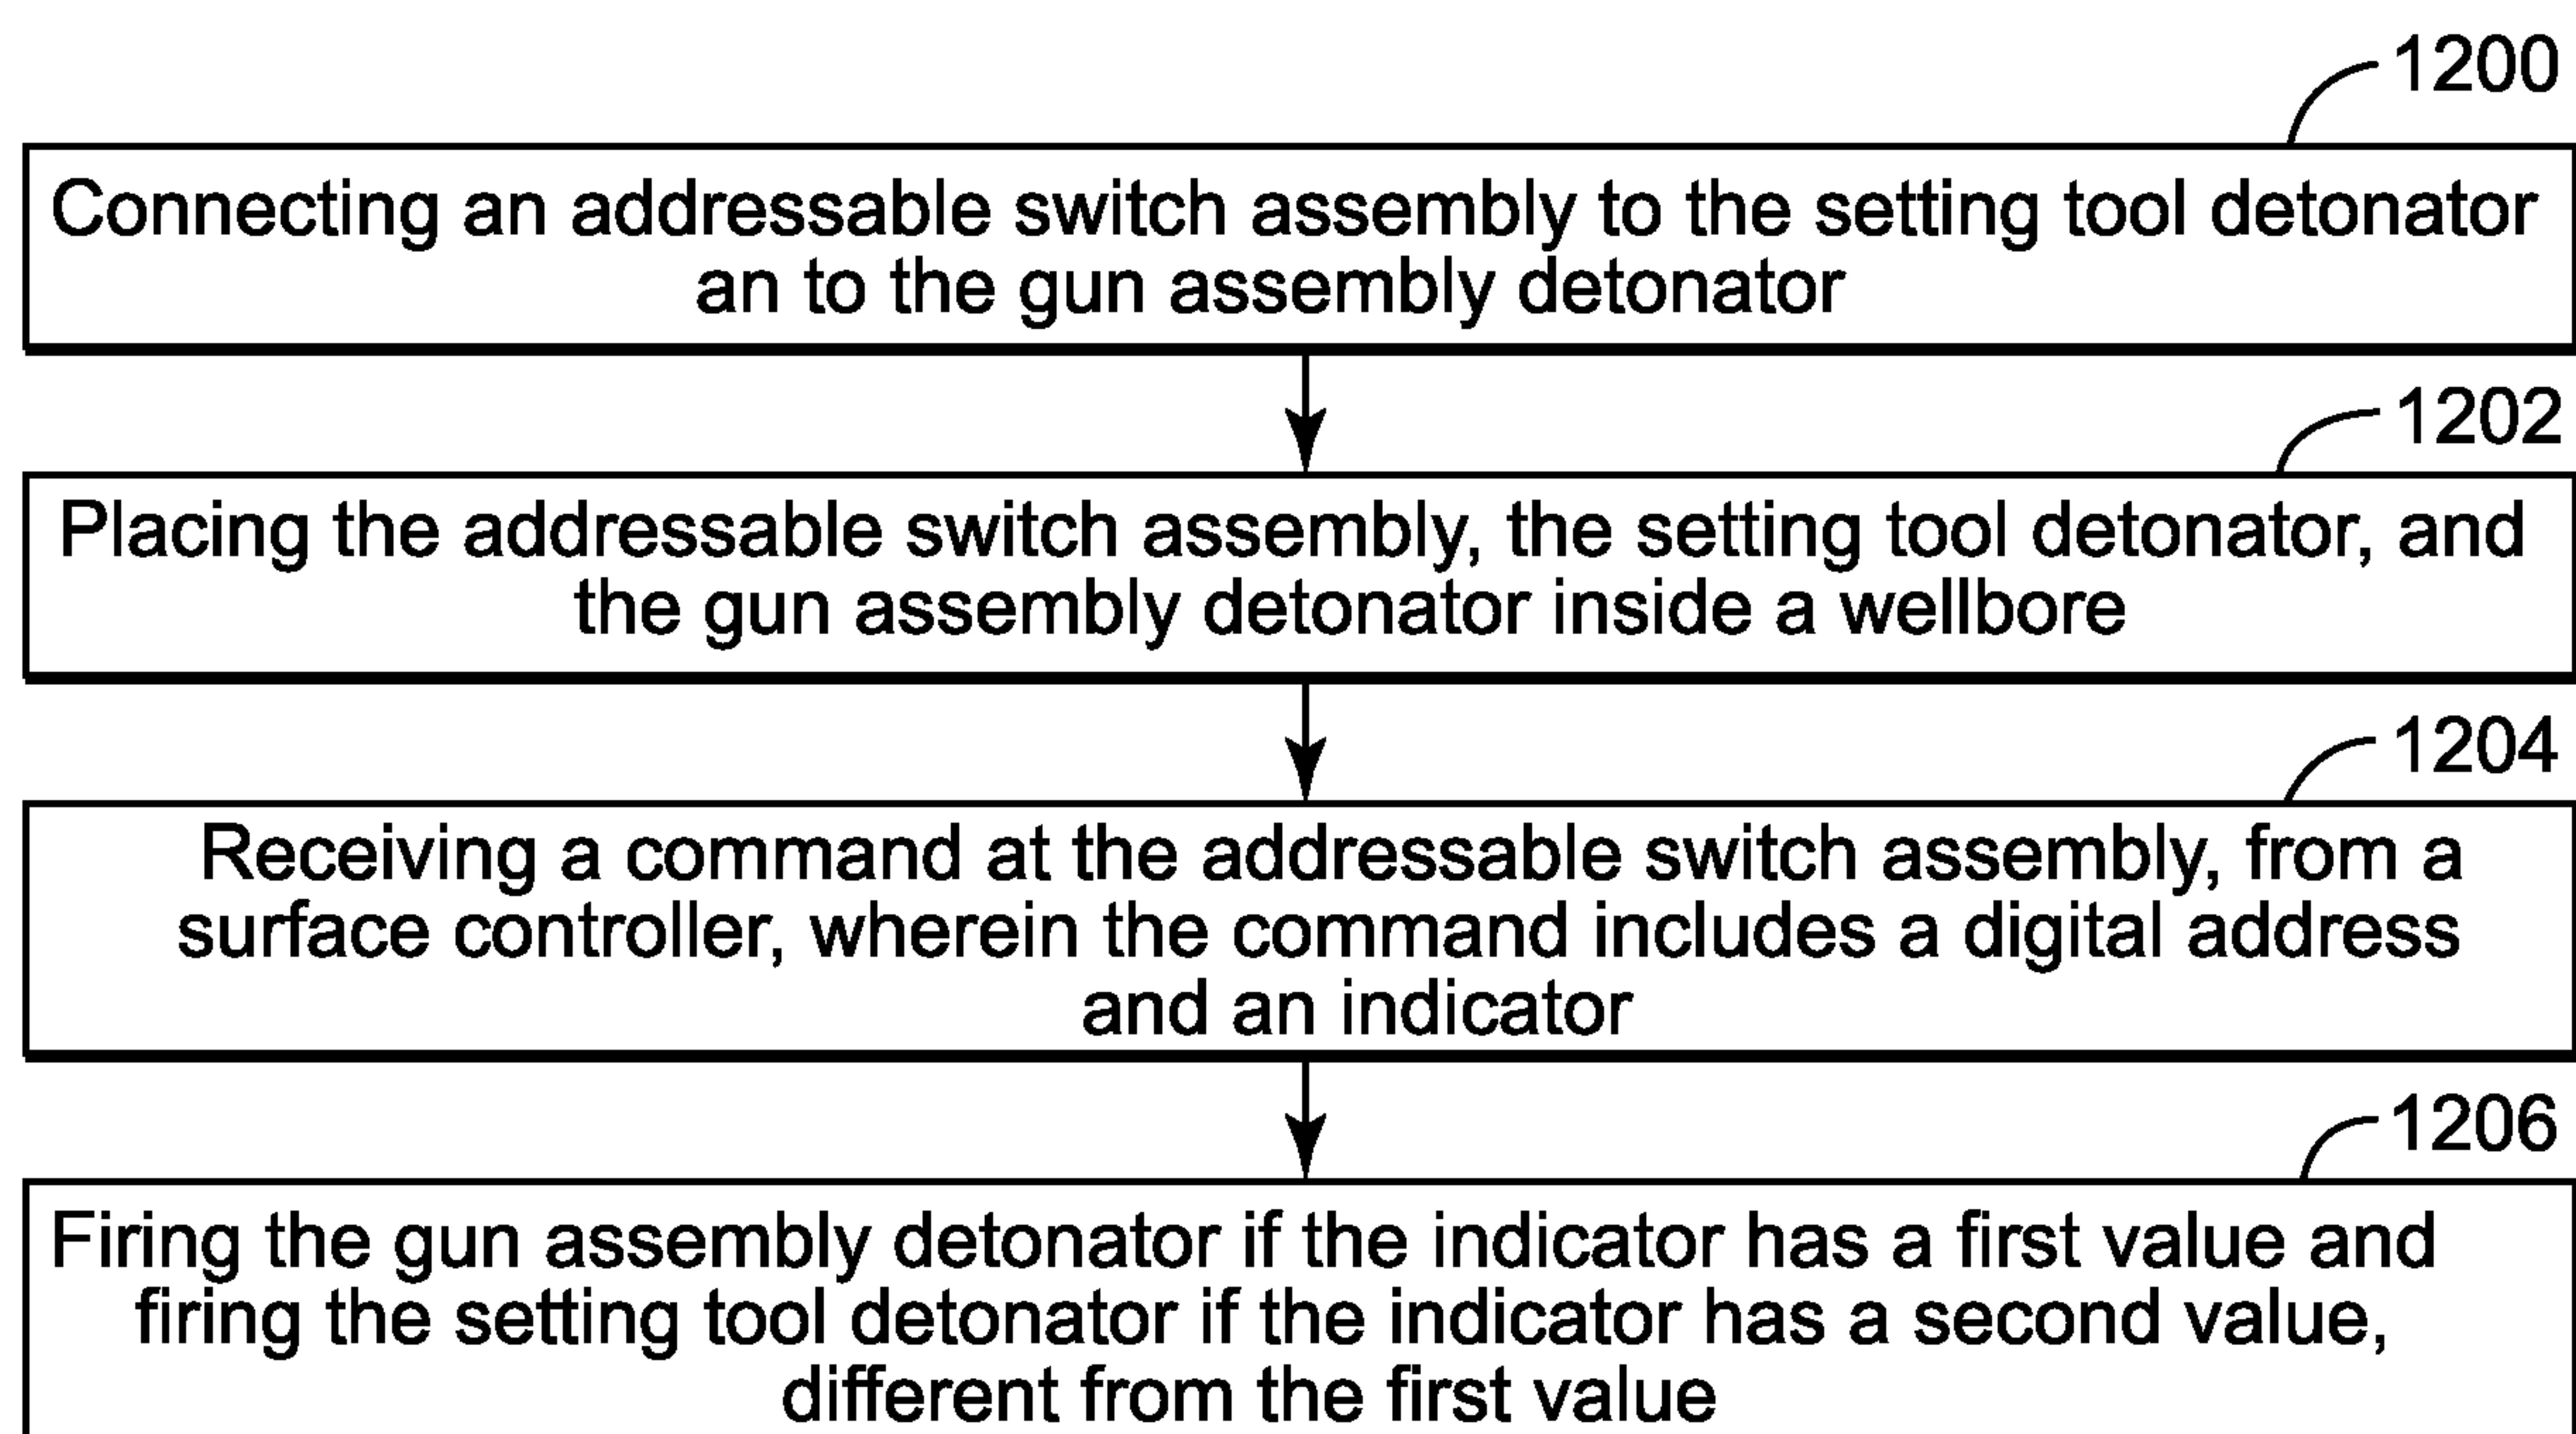 1200
Connecting an addressable switch assembly to the setting tool detonator
an to the gun assembly detonator
1202
Placing the addressable switch assembly, the setting tool detonator, and
the gun assembly detonator inside a wellbore
1204
Receiving a command at the addressable switch assembly, from a
surface controller, wherein the command includes a digital address
and an indicator
1206
Firing the gun assembly detonator if the indicator has a first value and
firing the setting tool detonator if the indicator has a second value,
different from the first value